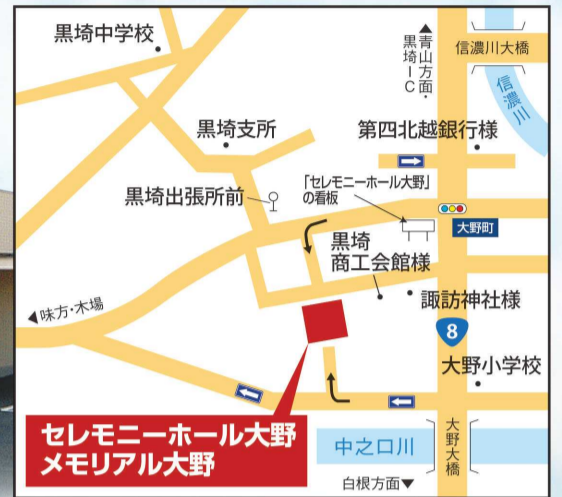 黒埼中学校
▲青山方面・
黒埼IC
信濃川大橋
信濃川
黒埼支所
第四北越銀行様
黒埼出張所前
「セレモニーホール大野」
の看板
大野町
黒埼
商工会館様
諏訪神社様
◀味方・木場
8
大野小学校
セレモニーホール大野
メモリアル大野
中之口川
大野大橋
白根方面▼